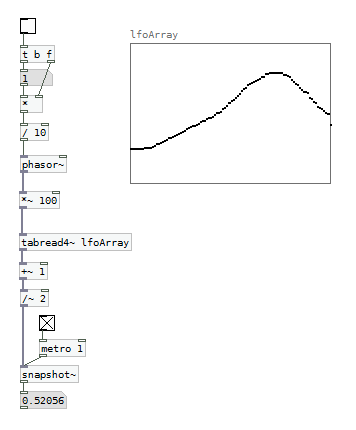 lfoArray
t b f
1
*
/ 10
phasor~
*~ 100
tabread4~ lfoArray
+~ 1
/~ 2
metro 1
snapshot~
0.52056